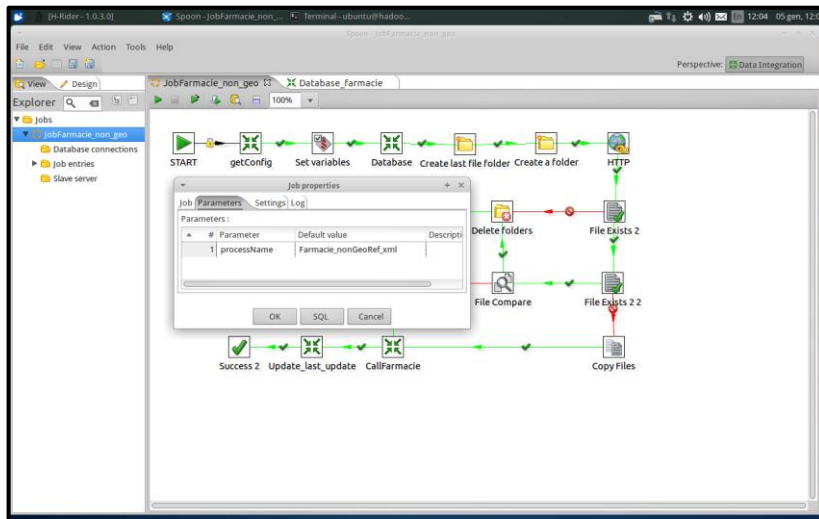 [H-Rider - 1.0.3.0]
Spoon - JobFarmacie_non_...
Terminal - ubuntu@hadoo...
En
12:04
05 gen, 12:0
Spoon - JobFarmacie_non_geo
File Edit View Action Tools Help
Perspective: Data Integration
View Design
JobFarmacie_non_geo
Database_farmacie
Explorer
100%
Jobs
JobFarmacie_non_geo
Database connections
Job entries
Slave server
START
getConfig
Set variables
Database
Create last file folder
Create a folder
HTTP
Job properties
Job Parameters Settings Log
Parameters :
# Parameter Default value Descripti
1 processName Farmacie_nonGeoRef_xml
OK SQL Cancel
Delete folders
File Exists 2
File Compare
File Exists 2 2
Success 2
Update_last_update
CallFarmacie
Copy Files